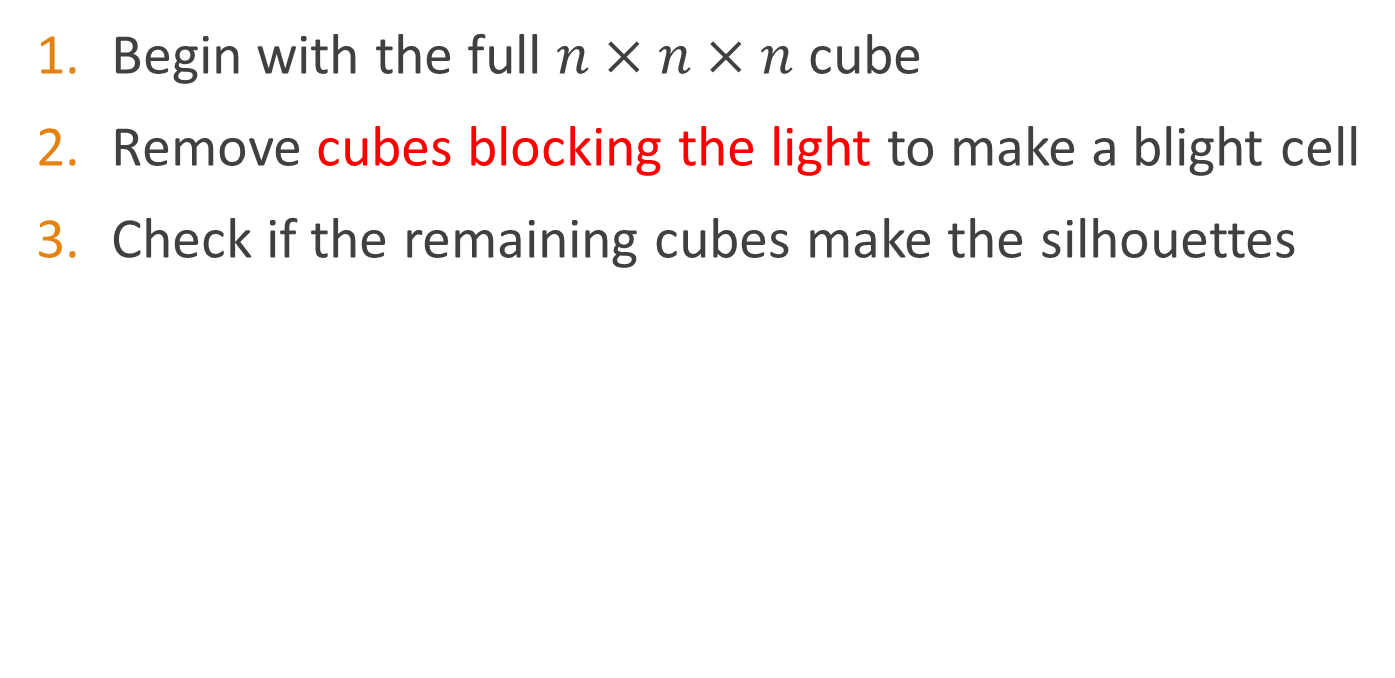 1. Begin with the full 𝑛 × 𝑛 × 𝑛 cube
2. Remove cubes blocking the light to make a blight cell
3. Check if the remaining cubes make the silhouettes